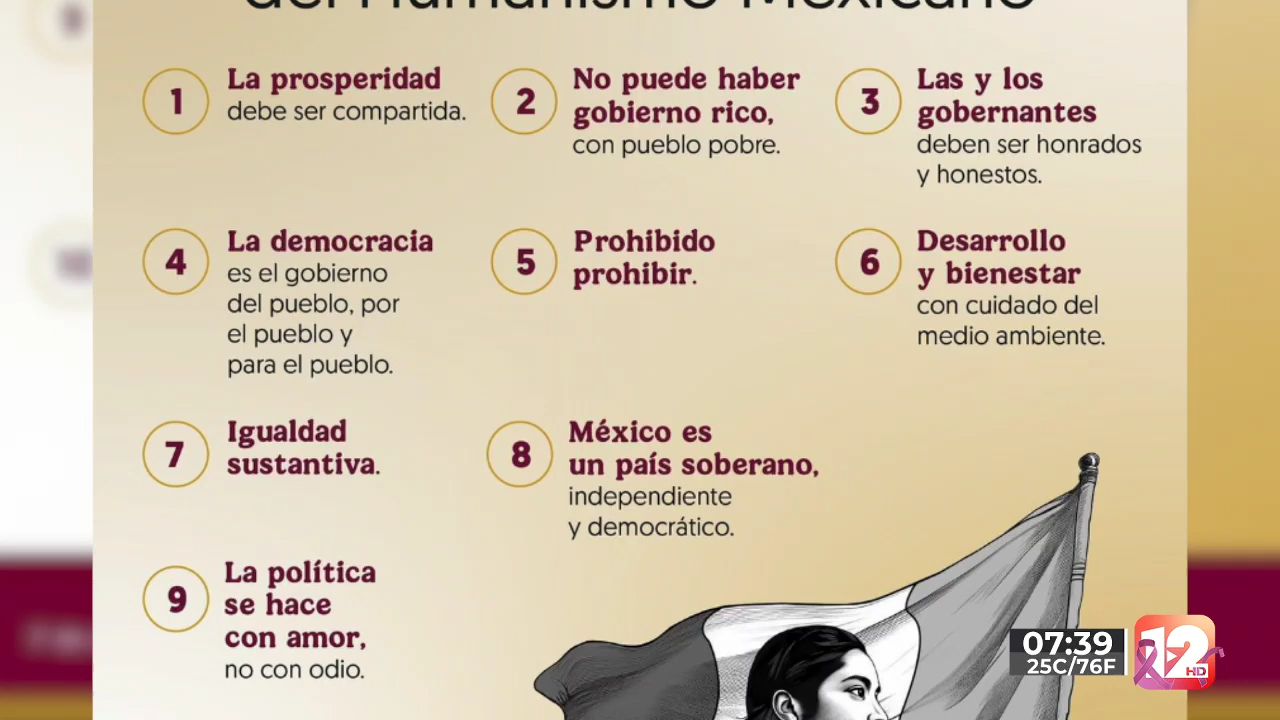 del Humanismo Mexicano
1
La prosperidad
debe ser compartida.
2
No puede haber
gobierno rico,
con pueblo pobre.
3
Las y los
gobernantes
deben ser honrados
y honestos.
4
La democracia
es el gobierno
del pueblo, por
el pueblo y
para el pueblo.
5
Prohibido
prohibir.
6
Desarrollo
y bienestar
con cuidado del
medio ambiente.
7
Igualdad
sustantiva.
8
México es
un país soberano,
independiente
y democrático.
9
La política
se hace
con amor,
no con odio.
07:39
25C/76F
12
HD